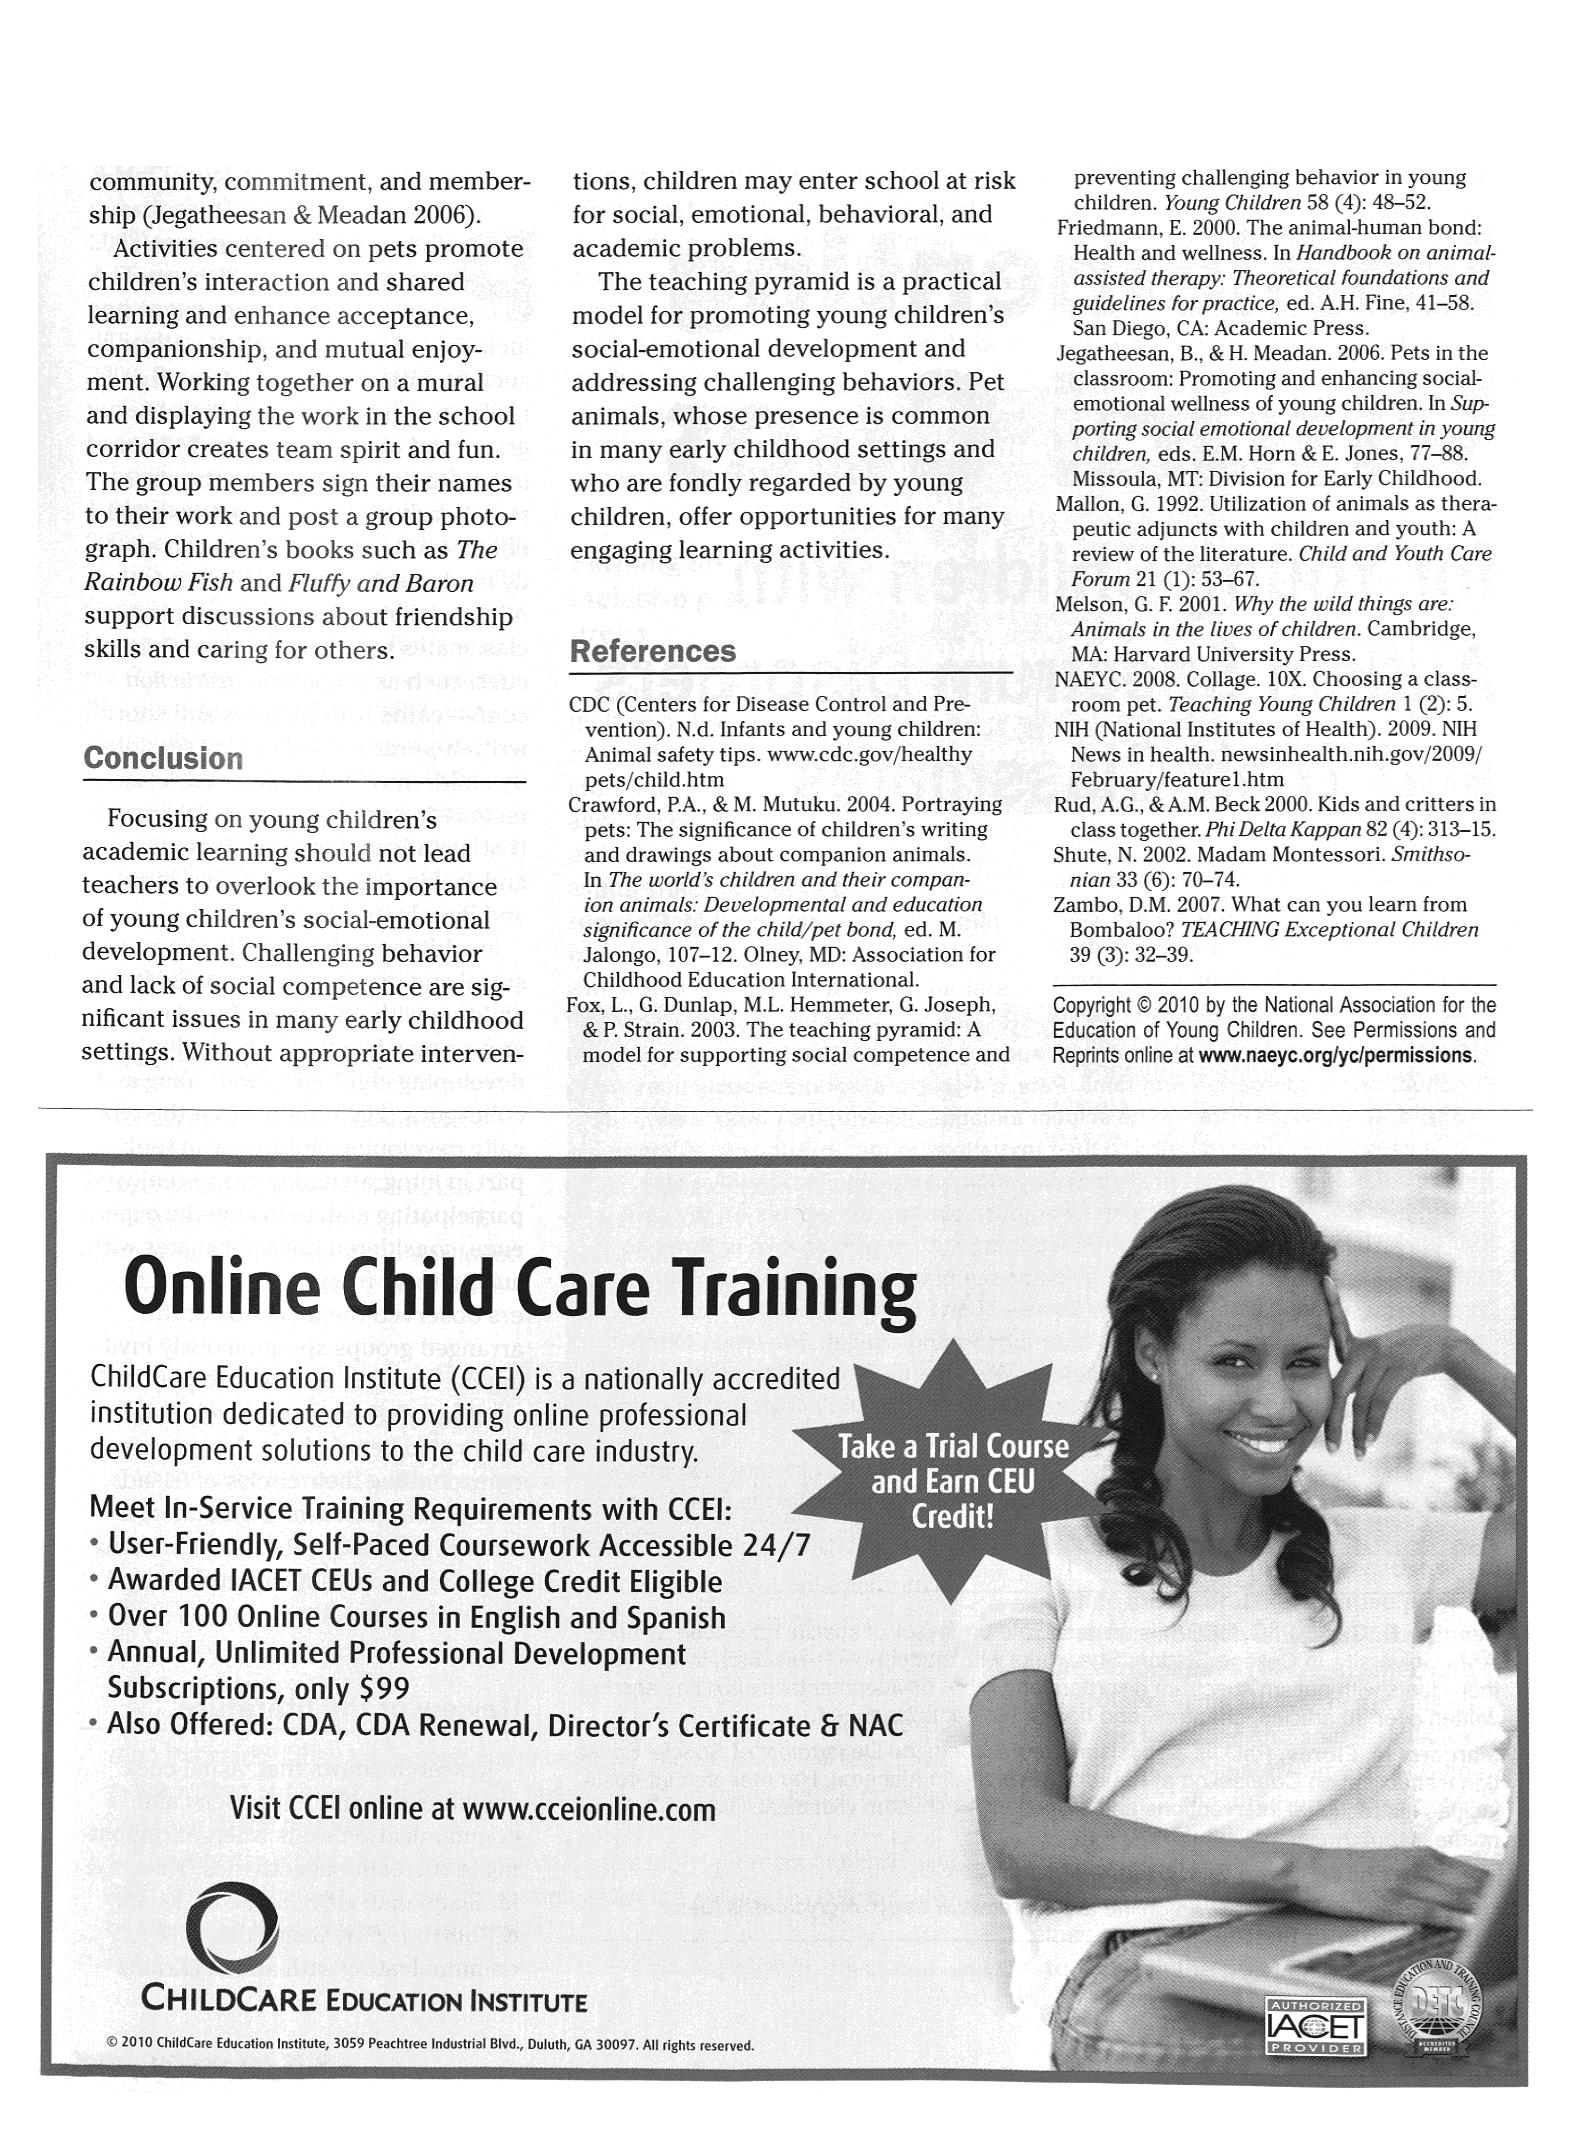 community, commitment, and member-
ship (Jegatheesan & Meadan 2006).
Activities centered on pets promote
children's interaction and shared
learning and enhance acceptance,
companionship, and mutual enjoy-
ment. Working together on a mural
and displaying the work in the school
corridor creates team spirit and fun.
The group members sign their names
to their work and post a group photo-
graph. Children's books such as The
Rainbow Fish and Fluffy and Baron
support discussions about friendship
skills and caring for others.
Conclusion
Focusing on young children's
academic learning should not lead
teachers to overlook the importance
of young children's social-emotional
development. Challenging behavior
and lack of social competence are sig-
nificant issues in many early childhood
settings. Without appropriate interven-
tions, children may enter school at risk
for social, emotional, behavioral, and
academic problems.
The teaching pyramid is a practical
model for promoting young children's
social-emotional development and
addressing challenging behaviors. Pet
animals, whose presence is common
in many early childhood settings and
who are fondly regarded by young
children, offer opportunities for many
engaging learning activities.
References
CDC (Centers for Disease Control and Pre-
vention). N.d. Infants and young children:
Animal safety tips. www.cdc.gov/healthy
pets/child.htm
Crawford, P.A., & M. Mutuku. 2004. Portraying
pets: The significance of children's writing
and drawings about companion animals.
In The world's children and their compan-
ion animals: Developmental and education
significance of the child/pet bond, ed. M.
Jalongo, 107–12. Olney, MD: Association for
Childhood Education International.
Fox, L., G. Dunlap, M.L. Hemmeter, G. Joseph,
& P. Strain. 2003. The teaching pyramid: A
model for supporting social competence and
preventing challenging behavior in young
children. Young Children 58 (4): 48–52.
Friedmann, E. 2000. The animal-human bond:
Health and wellness. In Handbook on animal-
assisted therapy: Theoretical foundations and
guidelines for practice, ed. A.H. Fine, 41–58.
San Diego, CA: Academic Press.
Jegatheesan, B., & H. Meadan. 2006. Pets in the
classroom: Promoting and enhancing social-
emotional wellness of young children. In Sup-
porting social emotional development in young
children, eds. E.M. Horn & E. Jones, 77–88.
Missoula, MT: Division for Early Childhood.
Mallon, G. 1992. Utilization of animals as thera-
peutic adjuncts with children and youth: A
review of the literature. Child and Youth Care
Forum 21 (1): 53–67.
Melson, G. F. 2001. Why the wild things are:
Animals in the lives of children. Cambridge,
MA: Harvard University Press.
NAEYC. 2008. Collage. 10X. Choosing a class-
room pet. Teaching Young Children 1 (2): 5.
NIH (National Institutes of Health). 2009. NIH
News in health. newsinhealth.nih.gov/2009/
February/feature1.htm
Rud, A.G., & A.M. Beck 2000. Kids and critters in
class together. Phi Delta Kappan 82 (4): 313–15.
Shute, N. 2002. Madam Montessori. Smithso-
nian 33 (6): 70–74.
Zambo, D.M. 2007. What can you learn from
Bombaloo? TEACHING Exceptional Children
39 (3): 32–39.
Copyright © 2010 by the National Association for the
Education of Young Children. See Permissions and
Reprints online at www.naeyc.org/yc/permissions.
Online Child Care Training
ChildCare Education Institute (CCEI) is a nationally accredited
institution dedicated to providing online professional
development solutions to the child care industry.
Take a Trial Course
and Earn CEU
Credit!
Meet In-Service Training Requirements with CCEI:
• User-Friendly, Self-Paced Coursework Accessible 24/7
• Awarded IACET CEUs and College Credit Eligible
• Over 100 Online Courses in English and Spanish
• Annual, Unlimited Professional Development
Subscriptions, only $99
• Also Offered: CDA, CDA Renewal, Director's Certificate & NAC
Visit CCEI online at www.cceionline.com
CHILDCARE EDUCATION INSTITUTE
© 2010 ChildCare Education Institute, 3059 Peachtree Industrial Blvd., Duluth, GA 30097. All rights reserved.
AUTHORIZED
IACET
PROVIDER
DISTANCE EDUCATION AND TRAINING COUNCIL
DETC
ACCREDITED
MEMBER